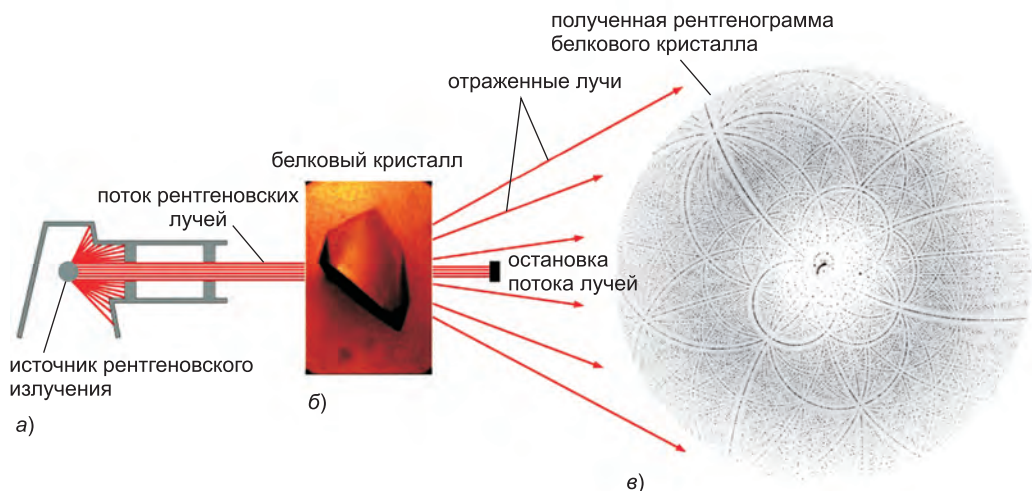 полученная рентгенограмма
белкового кристалла
отраженные лучи
белковый кристалл
поток рентгеновских
лучей
остановка
потока лучей
источник рентгеновского
излучения
а)
б)
в)